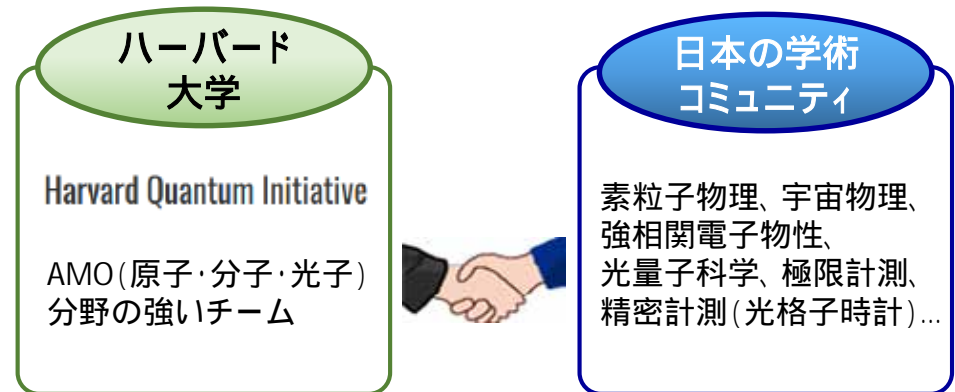 ハーバード
大学
Harvard Quantum Initiative
AMO(原子･分子･光子)
分野の強いチーム
日本の学術
コミュニティ
素粒子物理、宇宙物理、
強相関電子物性、
光量子科学、極限計測、
精密計測(光格子時計)...